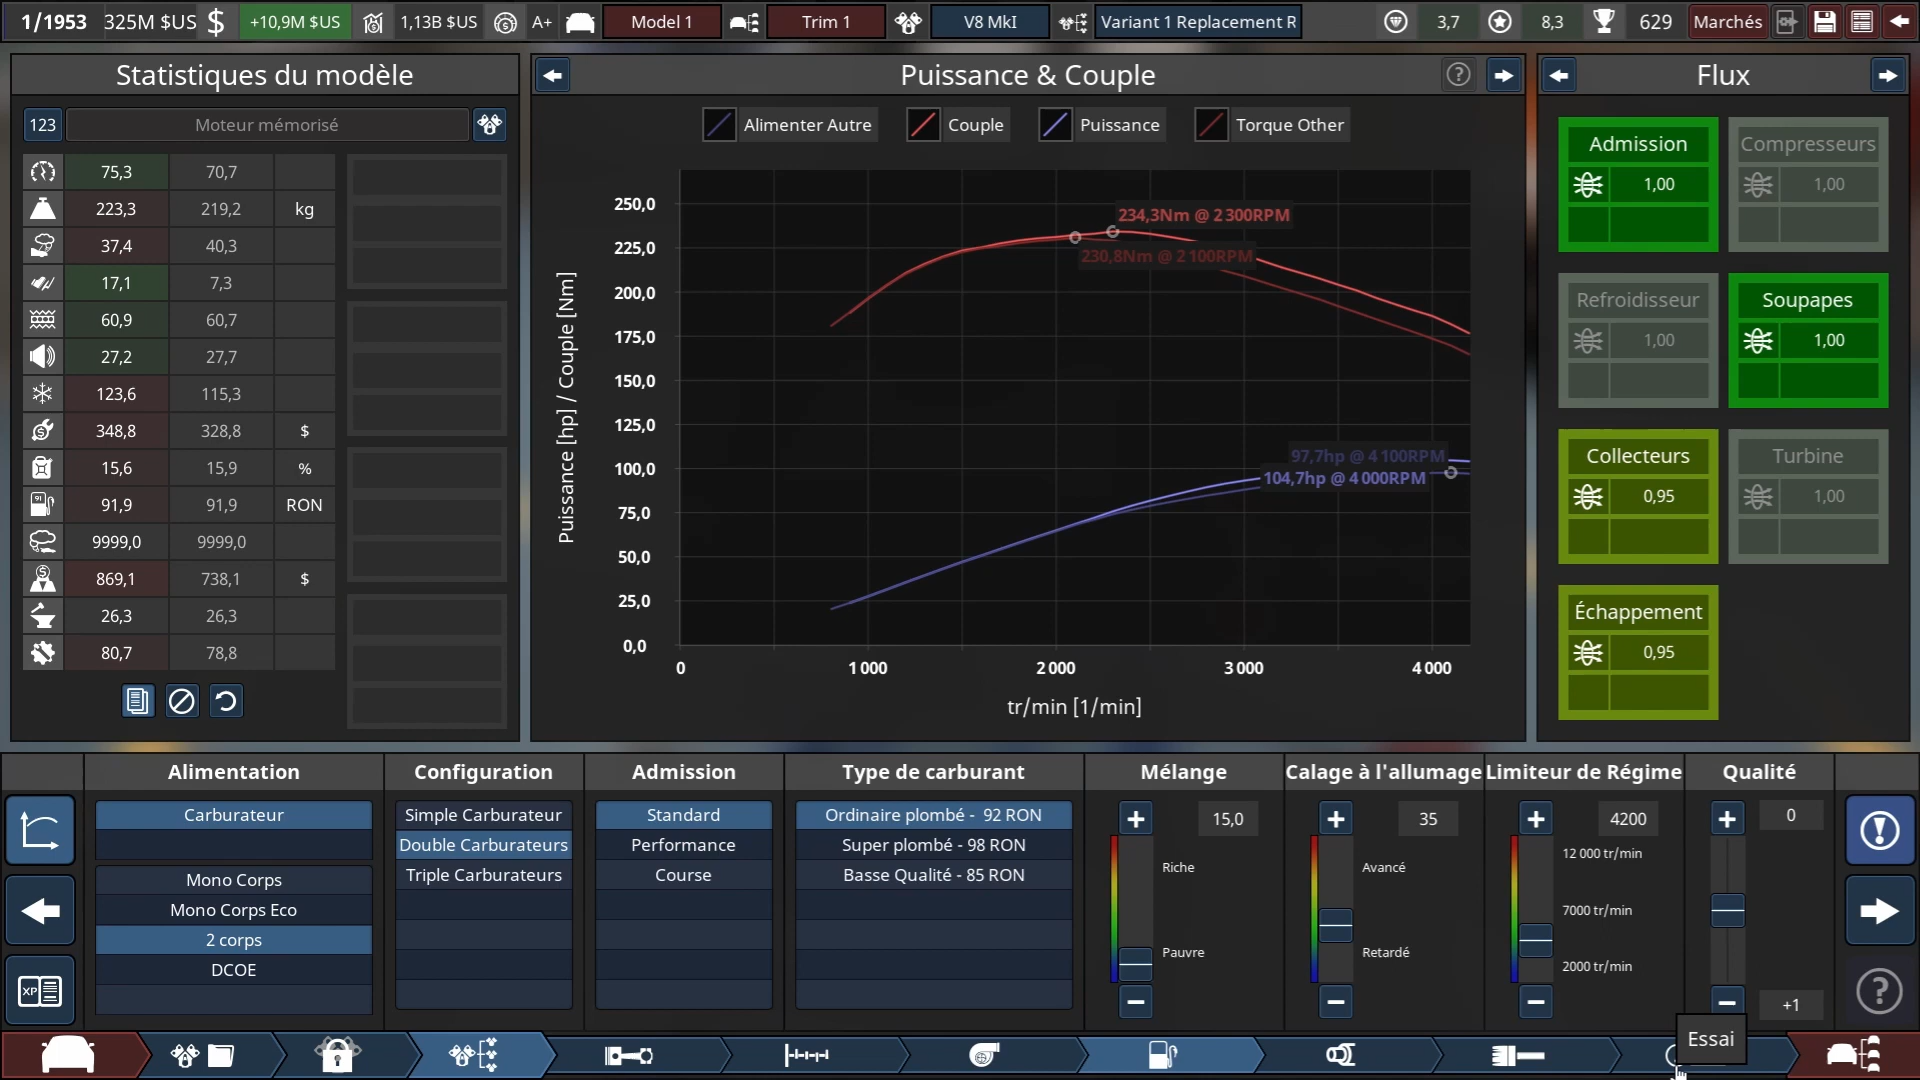 1/1953 325M $US +10,9M $US 1,13B $US A+ Model 1 Trim 1 V8 MkI Variant 1 Replacement R 3,7 8,3 629 Marchés
Statistiques du modèle
123 Moteur mémorisé
75,3 70,7
223,3 219,2 kg
37,4 40,3
17,1 7,3
60,9 60,7
27,2 27,7
123,6 115,3
348,8 328,8 $
15,6 15,9 %
91,9 91,9 RON
9999,0 9999,0
869,1 738,1 $
26,3 26,3
80,7 78,8
Puissance & Couple
Alimenter Autre Couple Puissance Torque Other
Puissance [hp] / Couple [Nm]
250,0
225,0
200,0
175,0
150,0
125,0
100,0
75,0
50,0
25,0
0,0
234,3Nm @ 2 300RPM
230,8Nm @ 2 100RPM
97,7hp @ 4 100RPM
104,7hp @ 4 000RPM
0 1 000 2 000 3 000 4 000
tr/min [1/min]
Flux
Admission
1,00
Compresseurs
1,00
Refroidisseur
1,00
Soupapes
1,00
Collecteurs
0,95
Turbine
1,00
Échappement
0,95
Alimentation
Carburateur
Mono Corps
Mono Corps Eco
2 corps
DCOE
Configuration
Simple Carburateur
Double Carburateurs
Triple Carburateurs
Admission
Standard
Performance
Course
Type de carburant
Ordinaire plombé - 92 RON
Super plombé - 98 RON
Basse Qualité - 85 RON
Mélange
15,0
Riche
Pauvre
Calage à l'allumage
35
Avancé
Retardé
Limiteur de Régime
4200
12 000 tr/min
7000 tr/min
2000 tr/min
Qualité
0
+1
XP
Essai